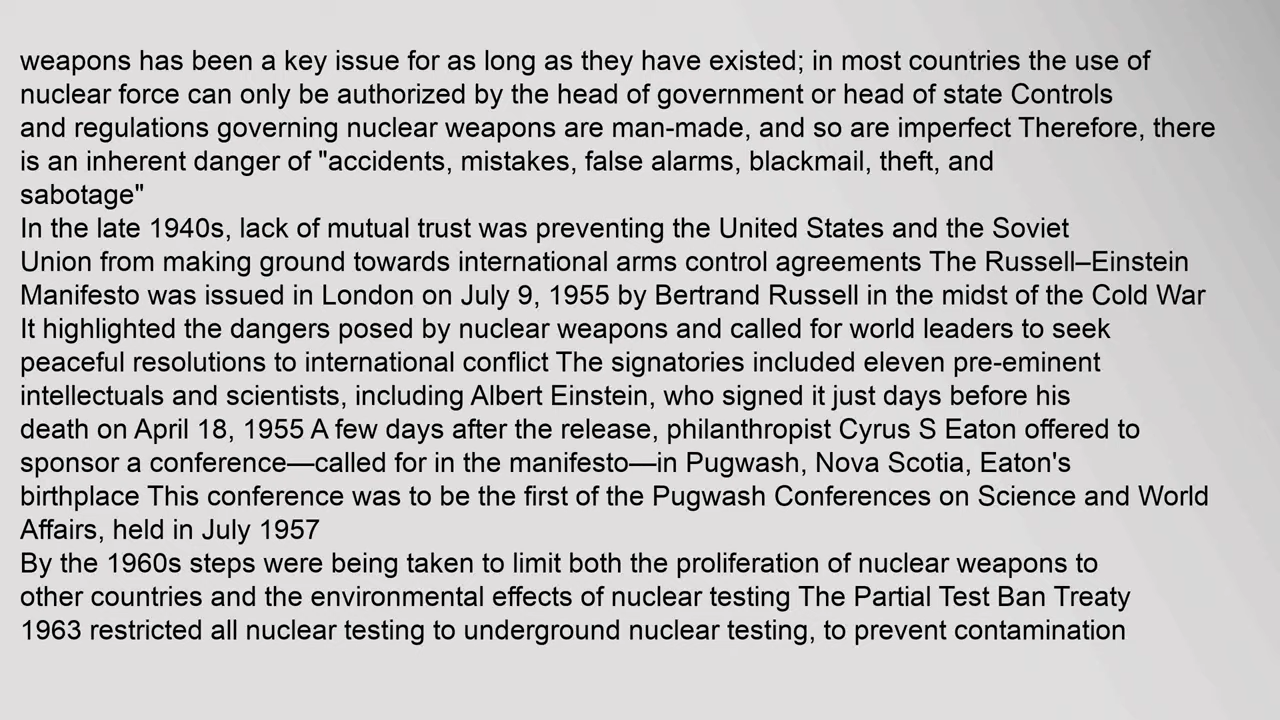 weapons has been a key issue for as long as they have existed; in most countries the use of
nuclear force can only be authorized by the head of government or head of state Controls
and regulations governing nuclear weapons are man-made, and so are imperfect Therefore, there
is an inherent danger of "accidents, mistakes, false alarms, blackmail, theft, and
sabotage"
In the late 1940s, lack of mutual trust was preventing the United States and the Soviet
Union from making ground towards international arms control agreements The Russell–Einstein
Manifesto was issued in London on July 9, 1955 by Bertrand Russell in the midst of the Cold War
It highlighted the dangers posed by nuclear weapons and called for world leaders to seek
peaceful resolutions to international conflict The signatories included eleven pre-eminent
intellectuals and scientists, including Albert Einstein, who signed it just days before his
death on April 18, 1955 A few days after the release, philanthropist Cyrus S Eaton offered to
sponsor a conference—called for in the manifesto—in Pugwash, Nova Scotia, Eaton's
birthplace This conference was to be the first of the Pugwash Conferences on Science and World
Affairs, held in July 1957
By the 1960s steps were being taken to limit both the proliferation of nuclear weapons to
other countries and the environmental effects of nuclear testing The Partial Test Ban Treaty
1963 restricted all nuclear testing to underground nuclear testing, to prevent contamination